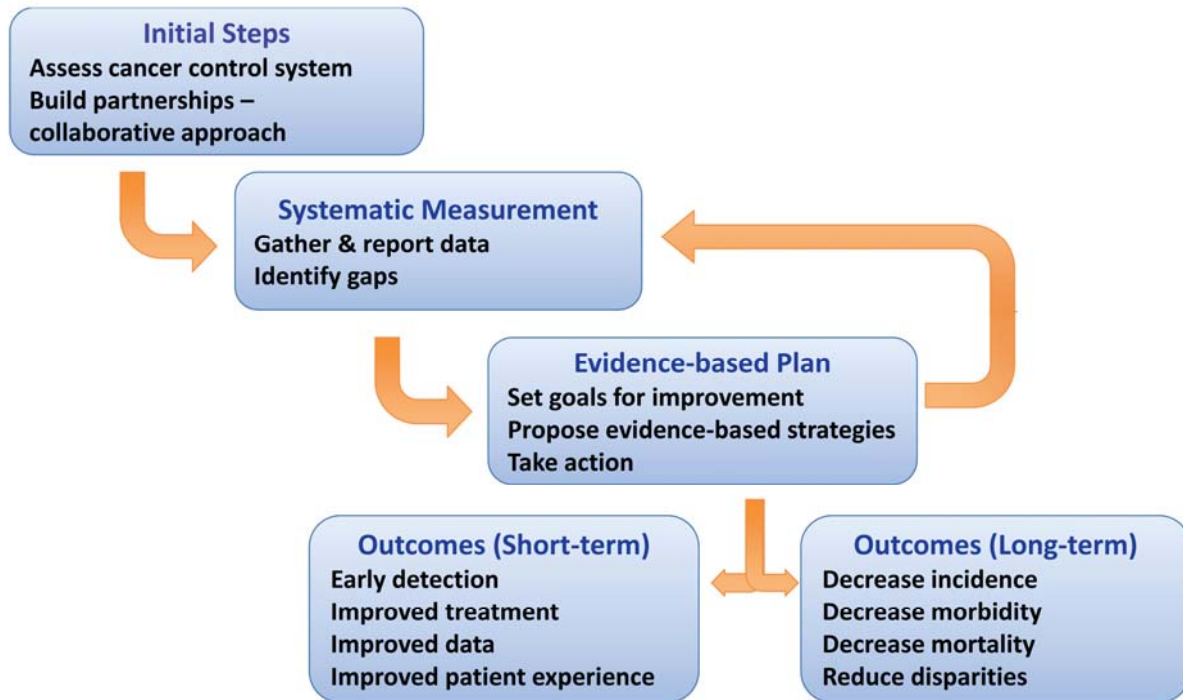 Initial Steps
Assess cancer control system
Build partnerships –
collaborative approach
Systematic Measurement
Gather & report data
Identify gaps
Evidence-based Plan
Set goals for improvement
Propose evidence-based strategies
Take action
Outcomes (Short-term)
Early detection
Improved treatment
Improved data
Improved patient experience
Outcomes (Long-term)
Decrease incidence
Decrease morbidity
Decrease mortality
Reduce disparities